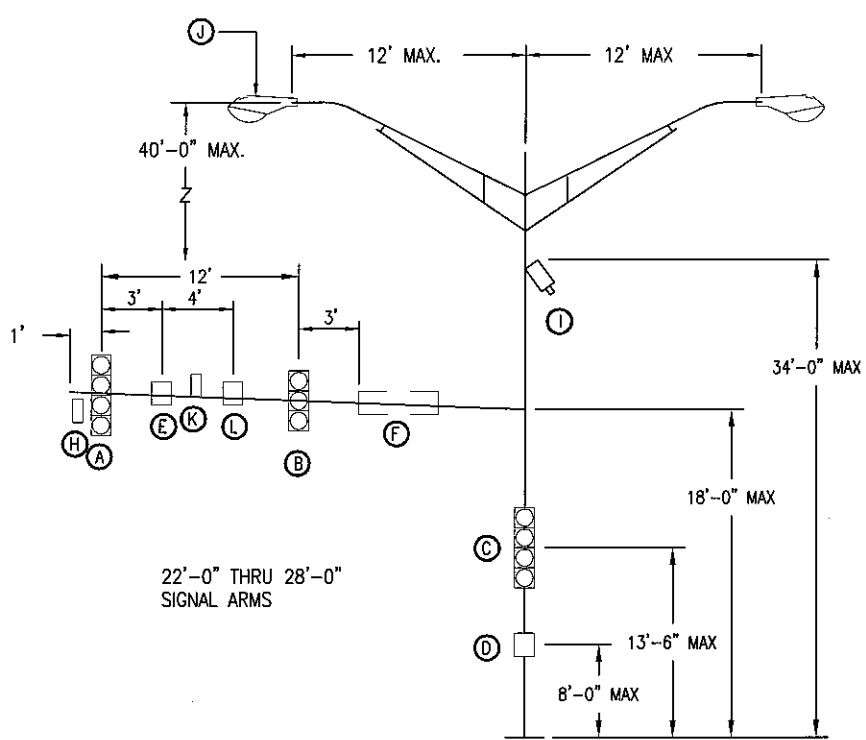 J
12' MAX.
12' MAX
40'-0" MAX.
Z
12'
3'
4'
3'
1'
I
34'-0" MAX
H
A
E
K
L
B
F
18'-0" MAX
C
22'-0" THRU 28'-0"
SIGNAL ARMS
D
13'-6" MAX
8'-0" MAX